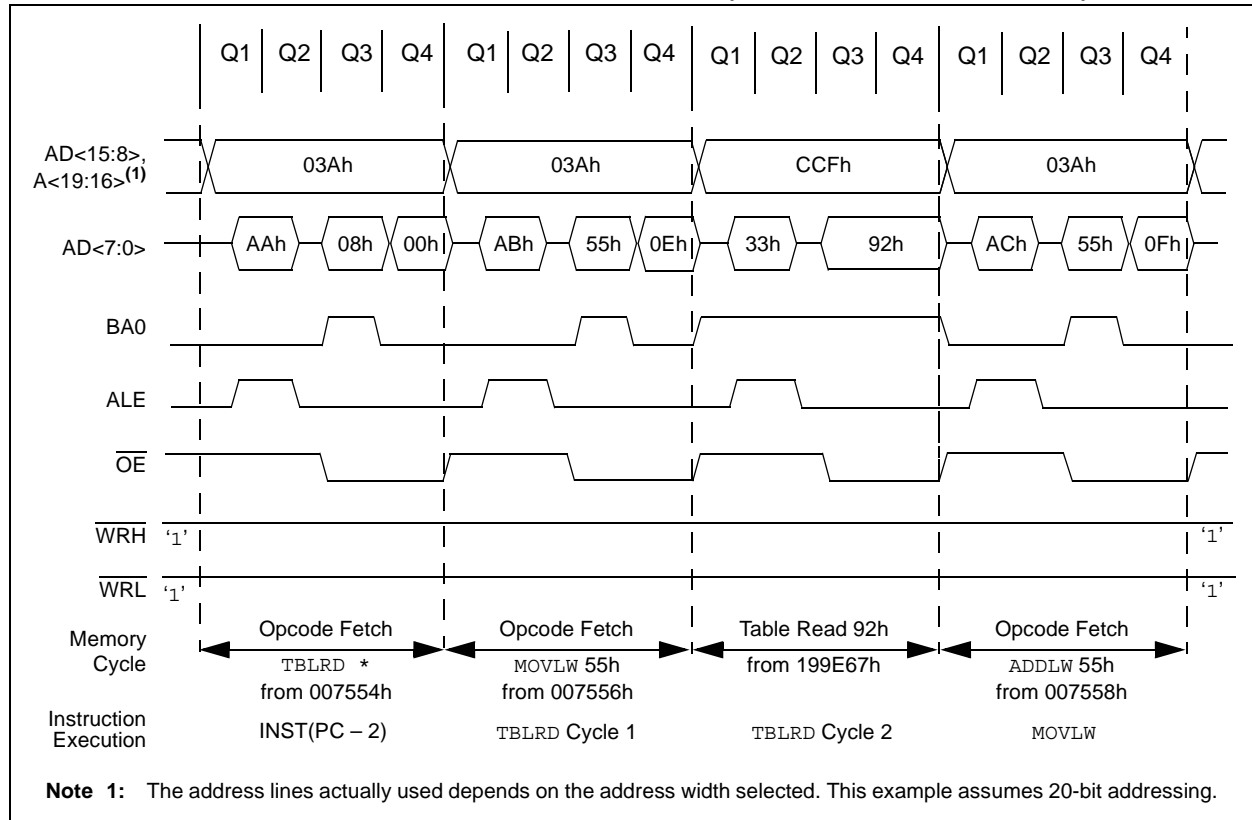 Q1 Q2 Q3 Q4 Q1 Q2 Q3 Q4 Q1 Q2 Q3 Q4 Q1 Q2 Q3 Q4
AD<15:8>,
A<19:16>(1)
03Ah 03Ah CCFh 03Ah
AD<7:0>
AAh 08h 00h ABh 55h 0Eh 33h 92h ACh 55h 0Fh
BA0
ALE
OE
WRH '1' '1'
WRL '1' '1'
Memory
Cycle
Opcode Fetch
TBLRD *
from 007554h
Opcode Fetch
MOVLW 55h
from 007556h
Table Read 92h
from 199E67h
Opcode Fetch
ADDLW 55h
from 007558h
Instruction
Execution
INST(PC – 2) TBLRD Cycle 1 TBLRD Cycle 2 MOVLW
Note 1: The address lines actually used depends on the address width selected. This example assumes 20-bit addressing.